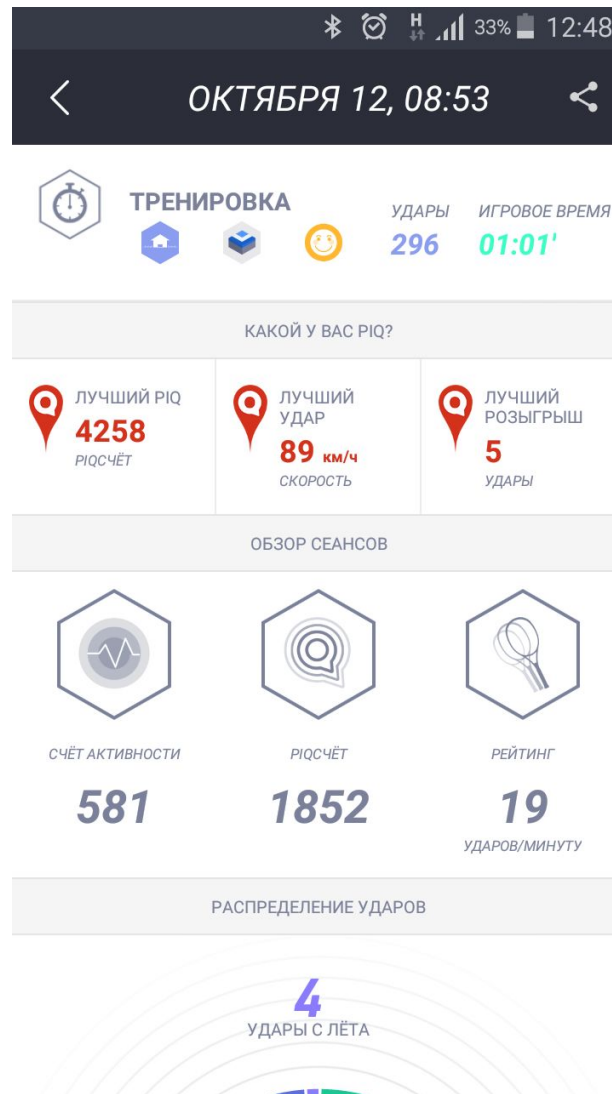 H 33% 12:48
ОКТЯБРЯ 12, 08:53
ТРЕНИРОВКА
УДАРЫ ИГРОВОЕ ВРЕМЯ
296 01:01'
КАКОЙ У ВАС PIQ?
ЛУЧШИЙ PIQ
4258
PIQСЧЁТ
ЛУЧШИЙ
УДАР
89 км/ч
СКОРОСТЬ
ЛУЧШИЙ
РОЗЫГРЫШ
5
УДАРЫ
ОБЗОР СЕАНСОВ
СЧЁТ АКТИВНОСТИ
581
PIQСЧЁТ
1852
РЕЙТИНГ
19
УДАРОВ/МИНУТУ
РАСПРЕДЕЛЕНИЕ УДАРОВ
4
УДАРЫ С ЛЁТА